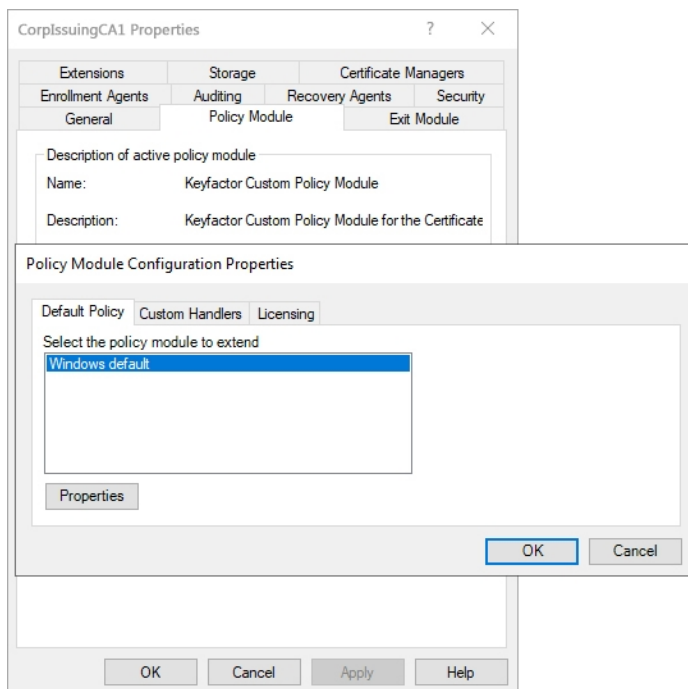 CorpIssuingCA1 Properties ? ×
Extensions Storage Certificate Managers
Enrollment Agents Auditing Recovery Agents Security
General Policy Module Exit Module
Description of active policy module
Name: Keyfactor Custom Policy Module
Description: Keyfactor Custom Policy Module for the Certificate
Policy Module Configuration Properties
Default Policy Custom Handlers Licensing
Select the policy module to extend
Windows default
Properties
OK Cancel
OK Cancel Apply Help